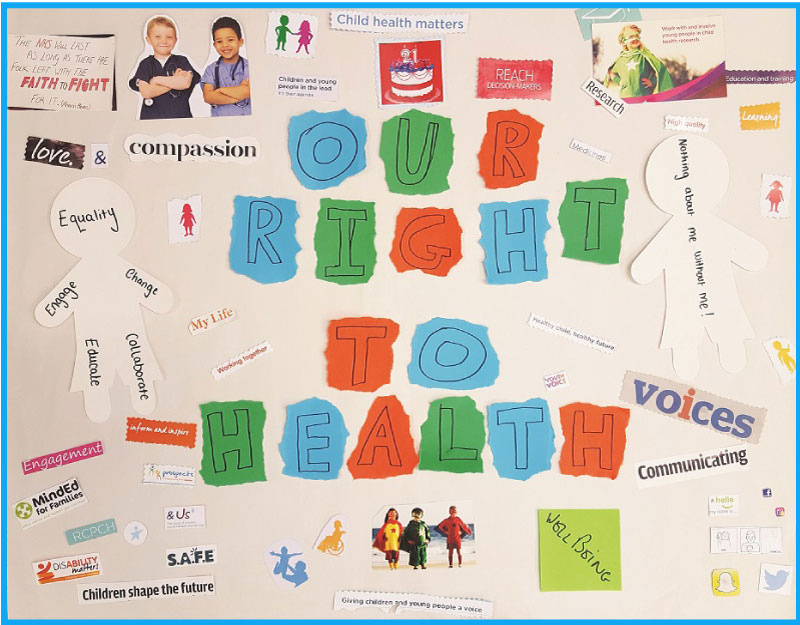 Child health matters
THE NHS WILL LAST
AS LONG AS THERE ARE
FOLK LEFT WITH THE
FAITH TO FIGHT
FOR IT.
Children and young
people in the lead
#1
REACH
DECISION-MAKERS
Work with and involve
young people in child
health research.
Education and training
Research
Learning
High quality
love.
&
compassion
Medicines
OUR
RIGHT
TO
HEALTH
Equality
Engage
Change
Educate
Collaborate
Nothing about me without me!
My Life
Working together
Healthy child, healthy future.
YOUTH
VOICE
voices
Communicating
inform and inspire
Engagement
prospects
MindEd
for Families
& Us
RCPCH
DISABILITY
matters
S.A.F.E
Children shape the future
WELLBEING
hello
Giving children and young people a voice